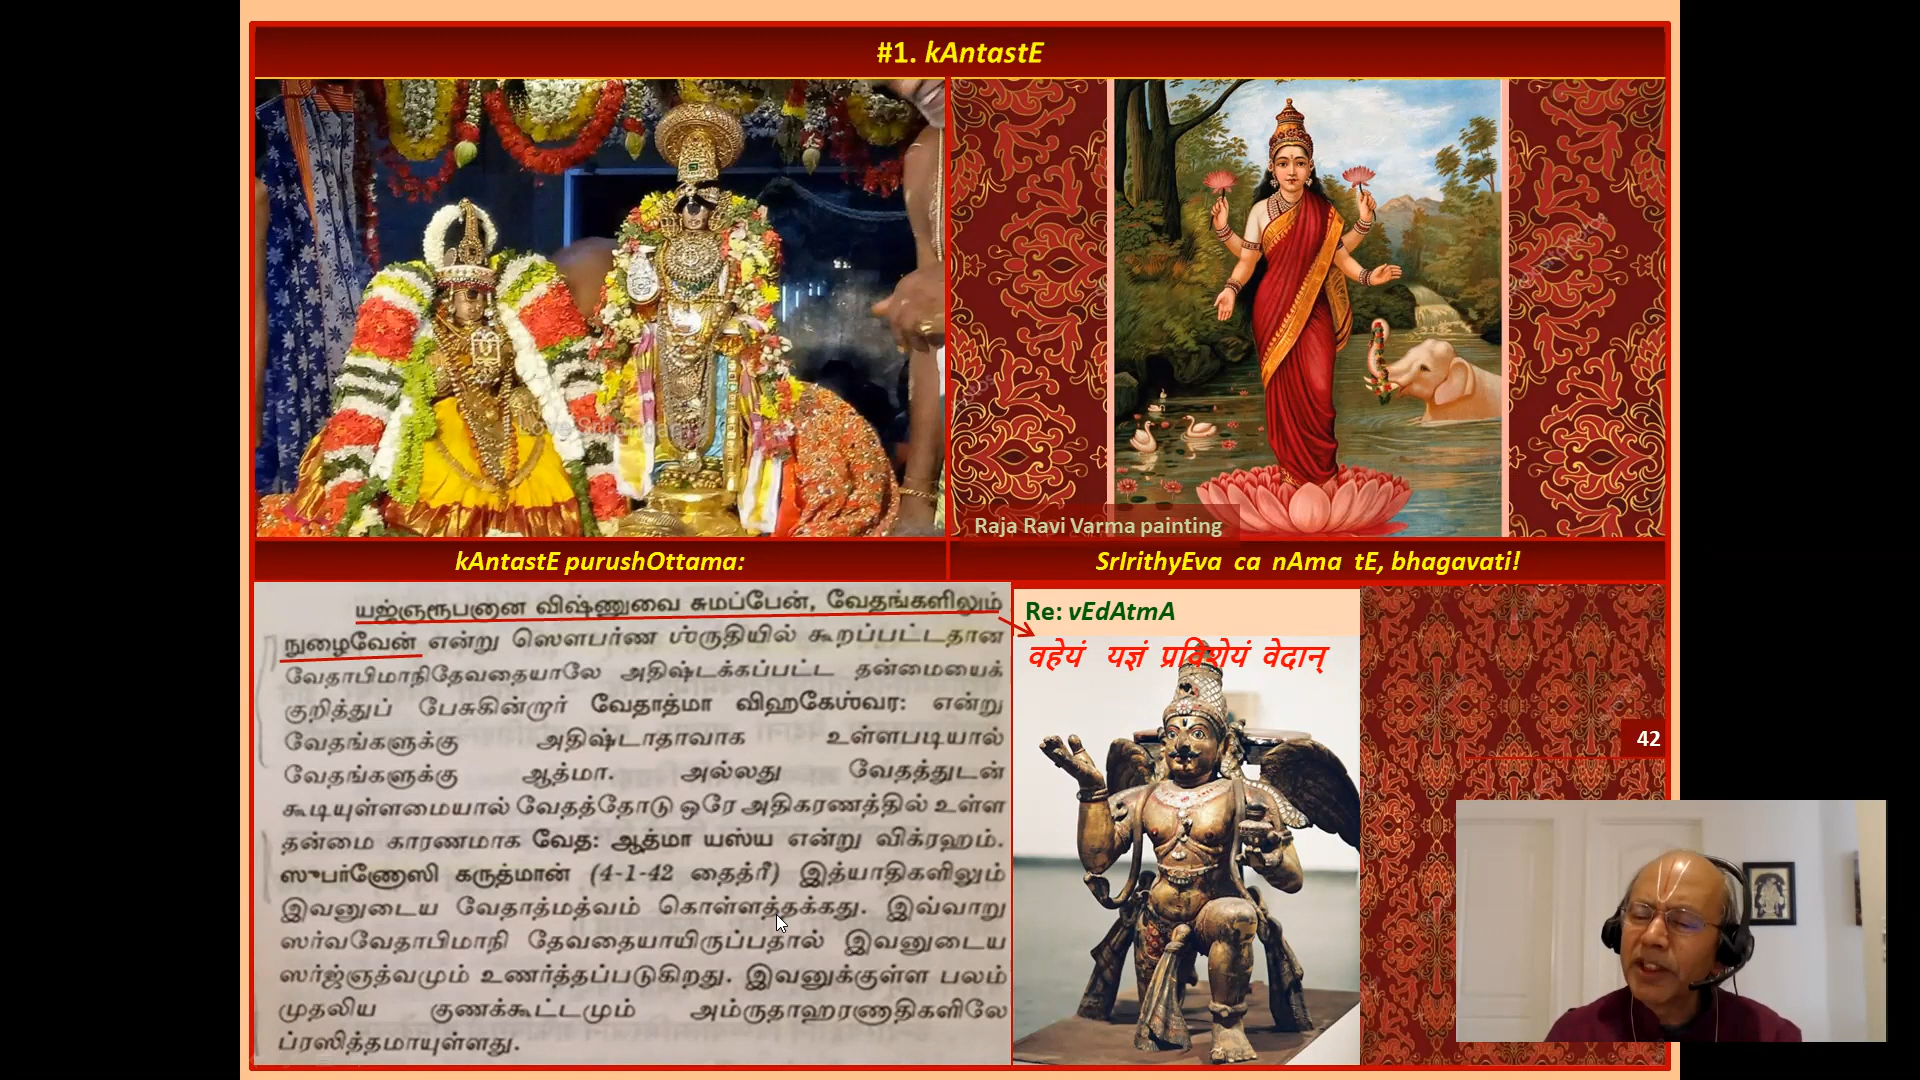 #1. kAntastE
Love Srirangam
Raja Ravi Varma painting
kAntastE purushOttama:
SrIrithyEva ca nAma tE, bhagavati!
யஜ்ஞரூபனான விஷ்ணுவை சுமப்பேன், வேதங்களிலும்
நுழைவேன் என்று ஸௌபர்ண ஶ்ருதியில் கூறப்பட்டதான
வேதாபிமாநிதேவதையாலே அதிஷ்டக்கப்பட்ட தன்மையைக்
குறித்துப் பேசுகின்றார் வேதாத்மா விஹகேஶ்வர: என்று
வேதங்களுக்கு அதிஷ்டாதாவாக உள்ளபடியால்
வேதங்களுக்கு ஆத்மா. அல்லது வேதத்துடன்
கூடியுள்ளமையால் வேதத்தோடு ஒரே அதிகரணத்தில் உள்ள
தன்மை காரணமாக வேத: ஆத்மா யஸ்ய என்று விக்ரஹம்.
ஸுபர்ணோஸி கருத்மான் (4-1-42 தைத்ரீ) இத்யாதிகளிலும்
இவனுடைய வேதாத்மத்வம் கொள்ளத்தக்கது. இவ்வாறு
ஸர்வவேதாபிமாநி தேவதையாயிருப்பதால் இவனுடைய
ஸர்ஜ்ஞத்வமும் உணர்த்தப்படுகிறது. இவனுக்குள்ள பலம்
முதலிய குணக்கூட்டமும் அம்ருதாஹரணாதிகளிலே
ப்ரஸித்தமாயுள்ளது.
Re: vEdAtmA
वहेयं यज्ञं प्रविशेयं वेदान्
42